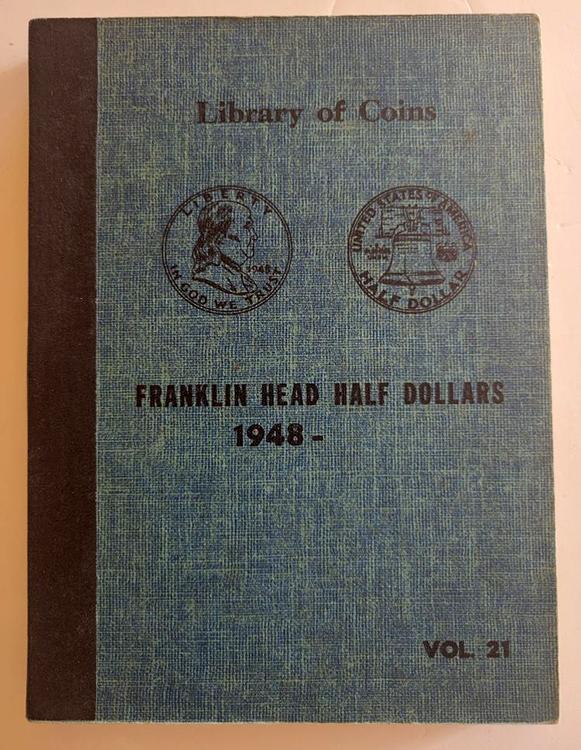 Library of Coins
LIBERTY
1948
IN GOD WE TRUST
UNITED STATES OF AMERICA
HALF DOLLAR
FRANKLIN HEAD HALF DOLLARS
1948 -
VOL. 21